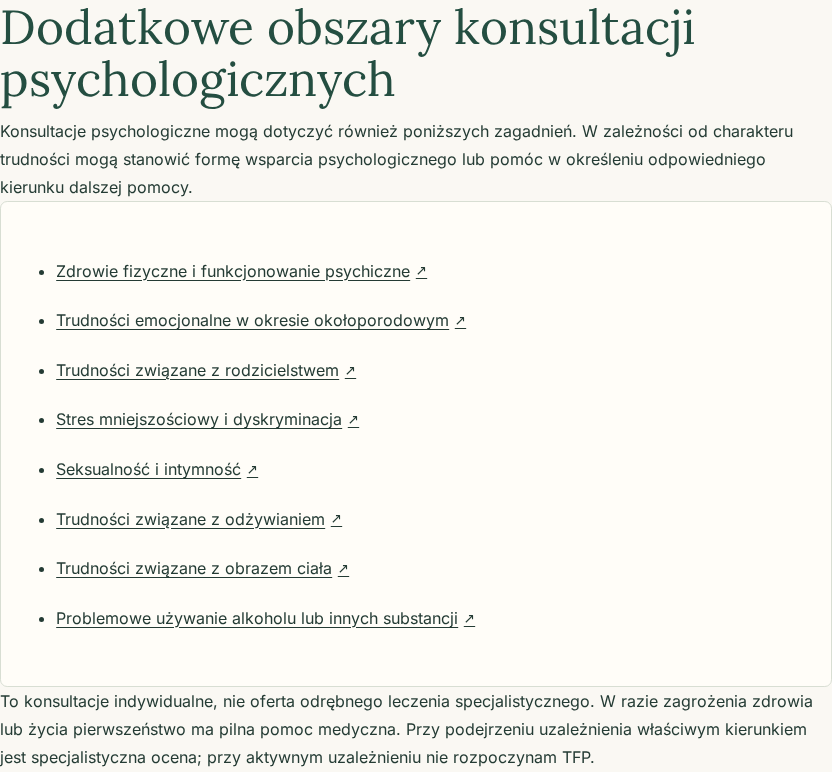 Dodatkowe obszary konsultacji
psychologicznych
Konsultacje psychologiczne mogą dotyczyć również poniższych zagadnień. W zależności od charakteru
trudności mogą stanowić formę wsparcia psychologicznego lub pomóc w określeniu odpowiedniego
kierunku dalszej pomocy.
• Zdrowie fizyczne i funkcjonowanie psychiczne ↗
• Trudności emocjonalne w okresie okołoporodowym ↗
• Trudności związane z rodzicielstwem ↗
• Stres mniejszościowy i dyskryminacja ↗
• Seksualność i intymność ↗
• Trudności związane z odżywianiem ↗
• Trudności związane z obrazem ciała ↗
• Problemowe używanie alkoholu lub innych substancji ↗
To konsultacje indywidualne, nie oferta odrębnego leczenia specjalistycznego. W razie zagrożenia zdrowia
lub życia pierwszeństwo ma pilna pomoc medyczna. Przy podejrzeniu uzależnienia właściwym kierunkiem
jest specjalistyczna ocena; przy aktywnym uzależnieniu nie rozpoczynam TFP.